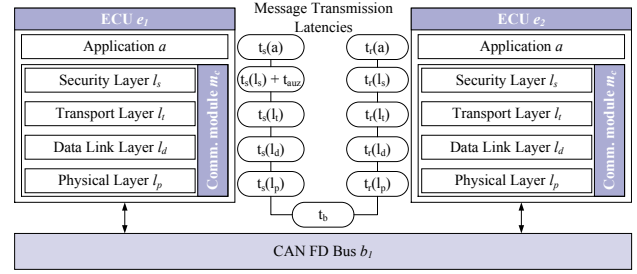 ECU e1
Application a
Security Layer ls
Transport Layer lt
Data Link Layer ld
Physical Layer lp
Comm. module mc
Message Transmission
Latencies
ts(a)
tr(a)
ts(ls) + tauz
tr(ls)
ts(lt)
tr(lt)
ts(ld)
tr(ld)
ts(lp)
tr(lp)
tb
ECU e2
Application a
Security Layer ls
Transport Layer lt
Data Link Layer ld
Physical Layer lp
Comm. module mc
CAN FD Bus b1